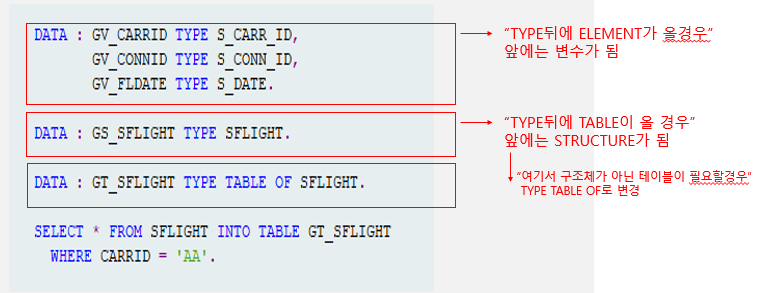 DATA : GV_CARRID TYPE S_CARR_ID,
GV_CONNID TYPE S_CONN_ID,
GV_FLDATE TYPE S_DATE.
“TYPE뒤에 ELEMENT가 올경우”
앞에는 변수가 됨
DATA : GS_SFLIGHT TYPE SFLIGHT.
“TYPE뒤에 TABLE이 올 경우”
앞에는 STRUCTURE가 됨
DATA : GT_SFLIGHT TYPE TABLE OF SFLIGHT.
“여기서 구조체가 아닌 테이블이 필요할경우”
TYPE TABLE OF로 변경
SELECT * FROM SFLIGHT INTO TABLE GT_SFLIGHT
WHERE CARRID = 'AA'.